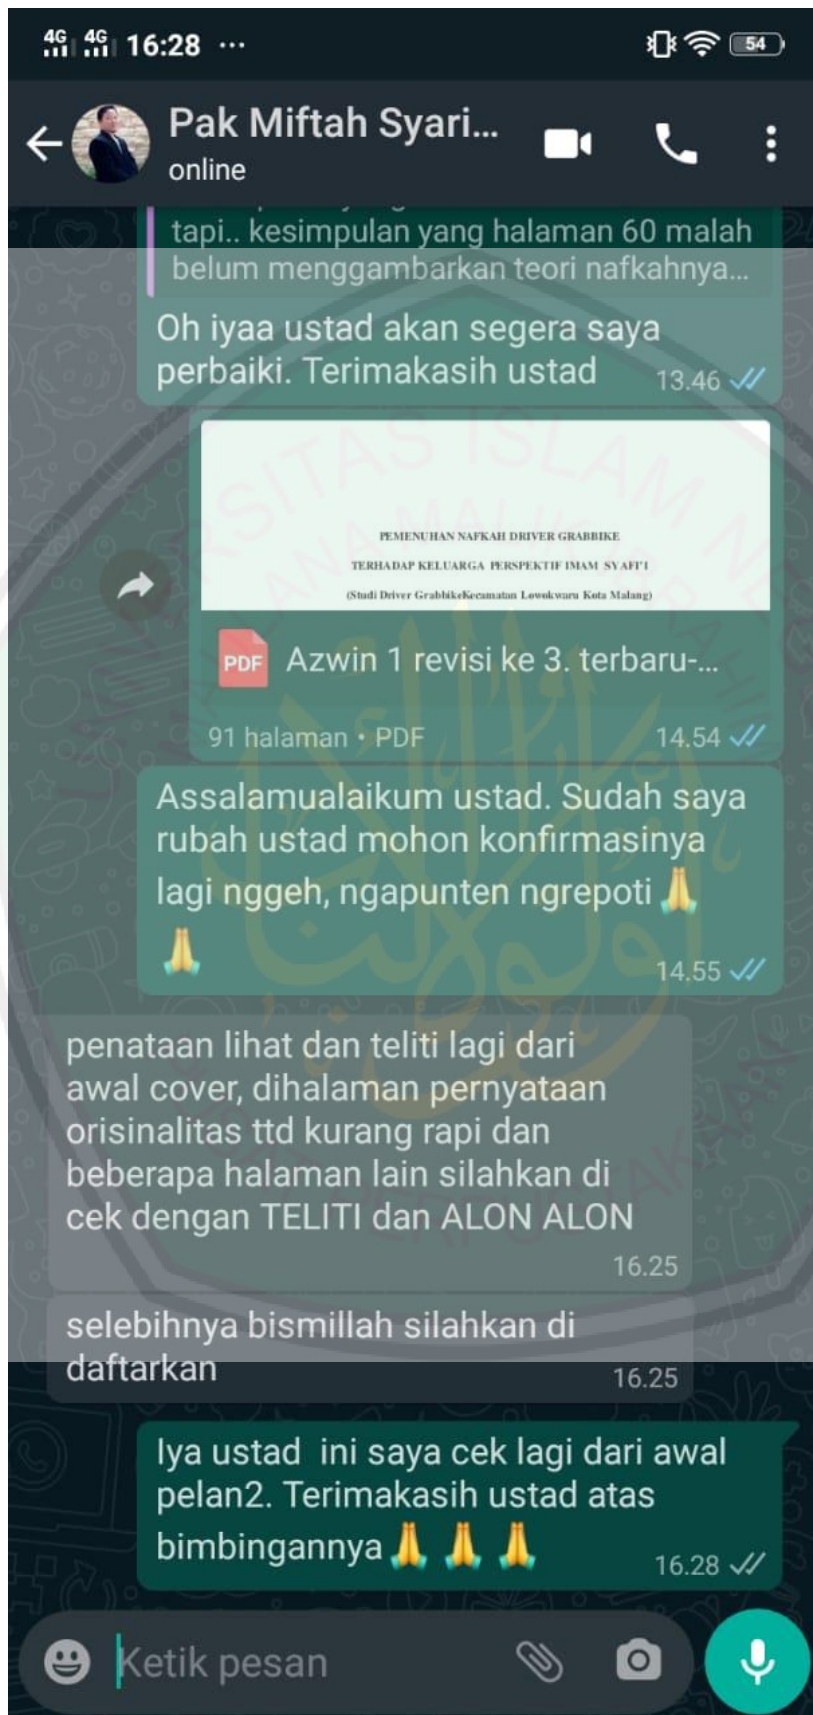 4G 4G 16:28 ...
54
Pak Miftah Syari...
online
tapi.. kesimpulan yang halaman 60 malah
belum menggambarkan teori nafkahnya...
Oh iyaa ustad akan segera saya
perbaiki. Terimakasih ustad 13.46
PEMENUHAN NAFKAH DRIVER GRABBIKE
TERHADAP KELUARGA PERSPEKTIF IMAM SYAFI'I
(Studi Driver GrabbikeKecamatan Lowokwaru Kota Malang)
PDF Azwin 1 revisi ke 3. terbaru-...
91 halaman • PDF 14.54
Assalamualaikum ustad. Sudah saya
rubah ustad mohon konfirmasinya
lagi nggeh, ngapunten ngrepoti 🙏
🙏
14.55
penataan lihat dan teliti lagi dari
awal cover, dihalaman pernyataan
orisinalitas ttd kurang rapi dan
beberapa halaman lain silahkan di
cek dengan TELITI dan ALON ALON
16.25
selebihnya bismillah silahkan di
daftarkan 16.25
Iya ustad ini saya cek lagi dari awal
pelan2. Terimakasih ustad atas
bimbingannya 🙏 🙏 🙏 16.28
Ketik pesan